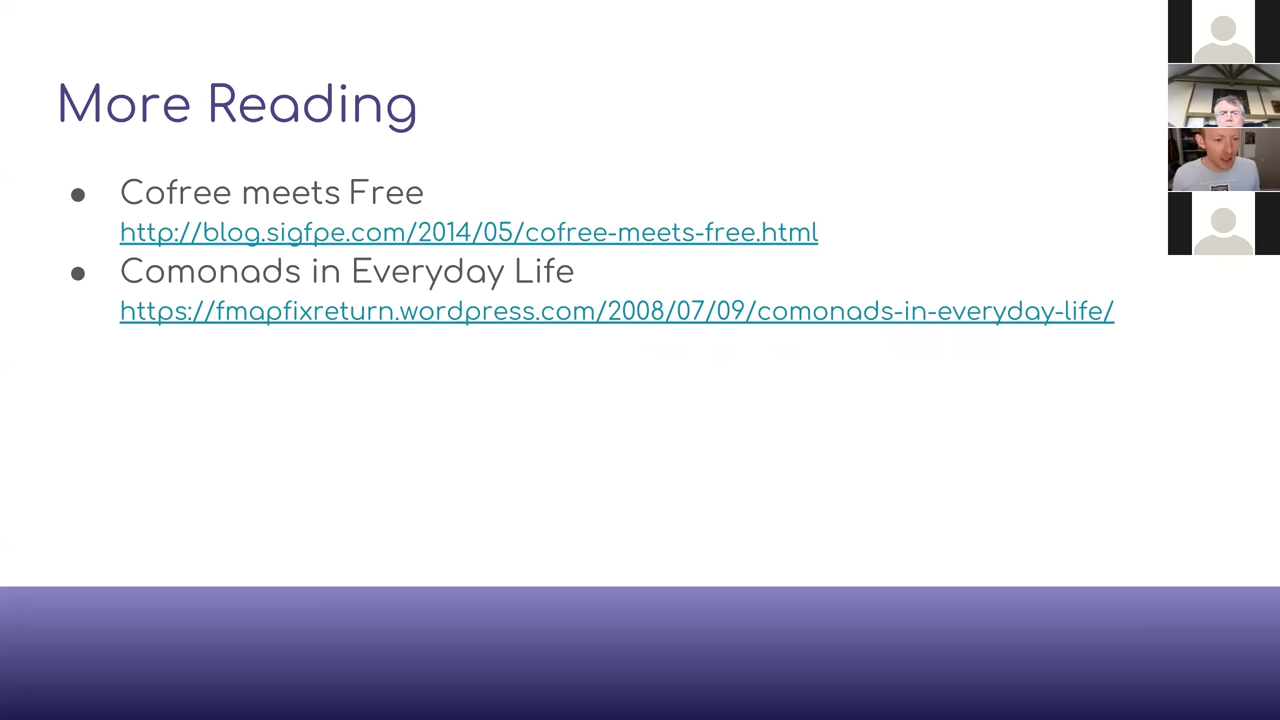 More Reading
● Cofree meets Free
http://blog.sigfpe.com/2014/05/cofree-meets-free.html
● Comonads in Everyday Life
https://fmapfixreturn.wordpress.com/2008/07/09/comonads-in-everyday-life/